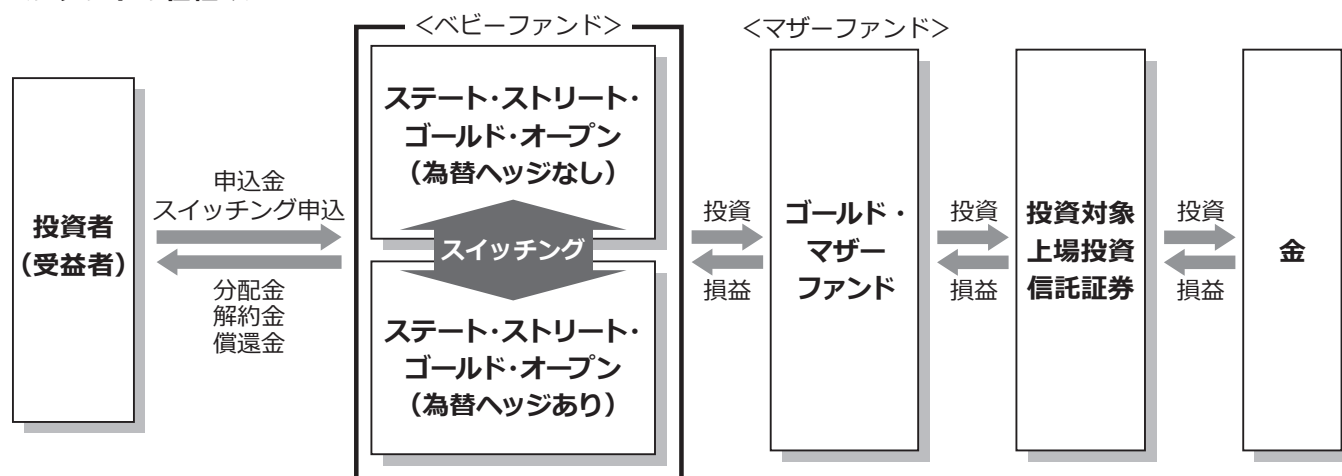 <ベビーファンド>
<マザーファンド>
投資者
(受益者)
申込金
スイッチング申込
分配金
解約金
償還金
ステート・ストリート・
ゴールド・オープン
(為替ヘッジなし)
スイッチング
ステート・ストリート・
ゴールド・オープン
(為替ヘッジあり)
投資
損益
ゴールド・
マザー
ファンド
投資
損益
投資対象
上場投資
信託証券
投資
損益
金